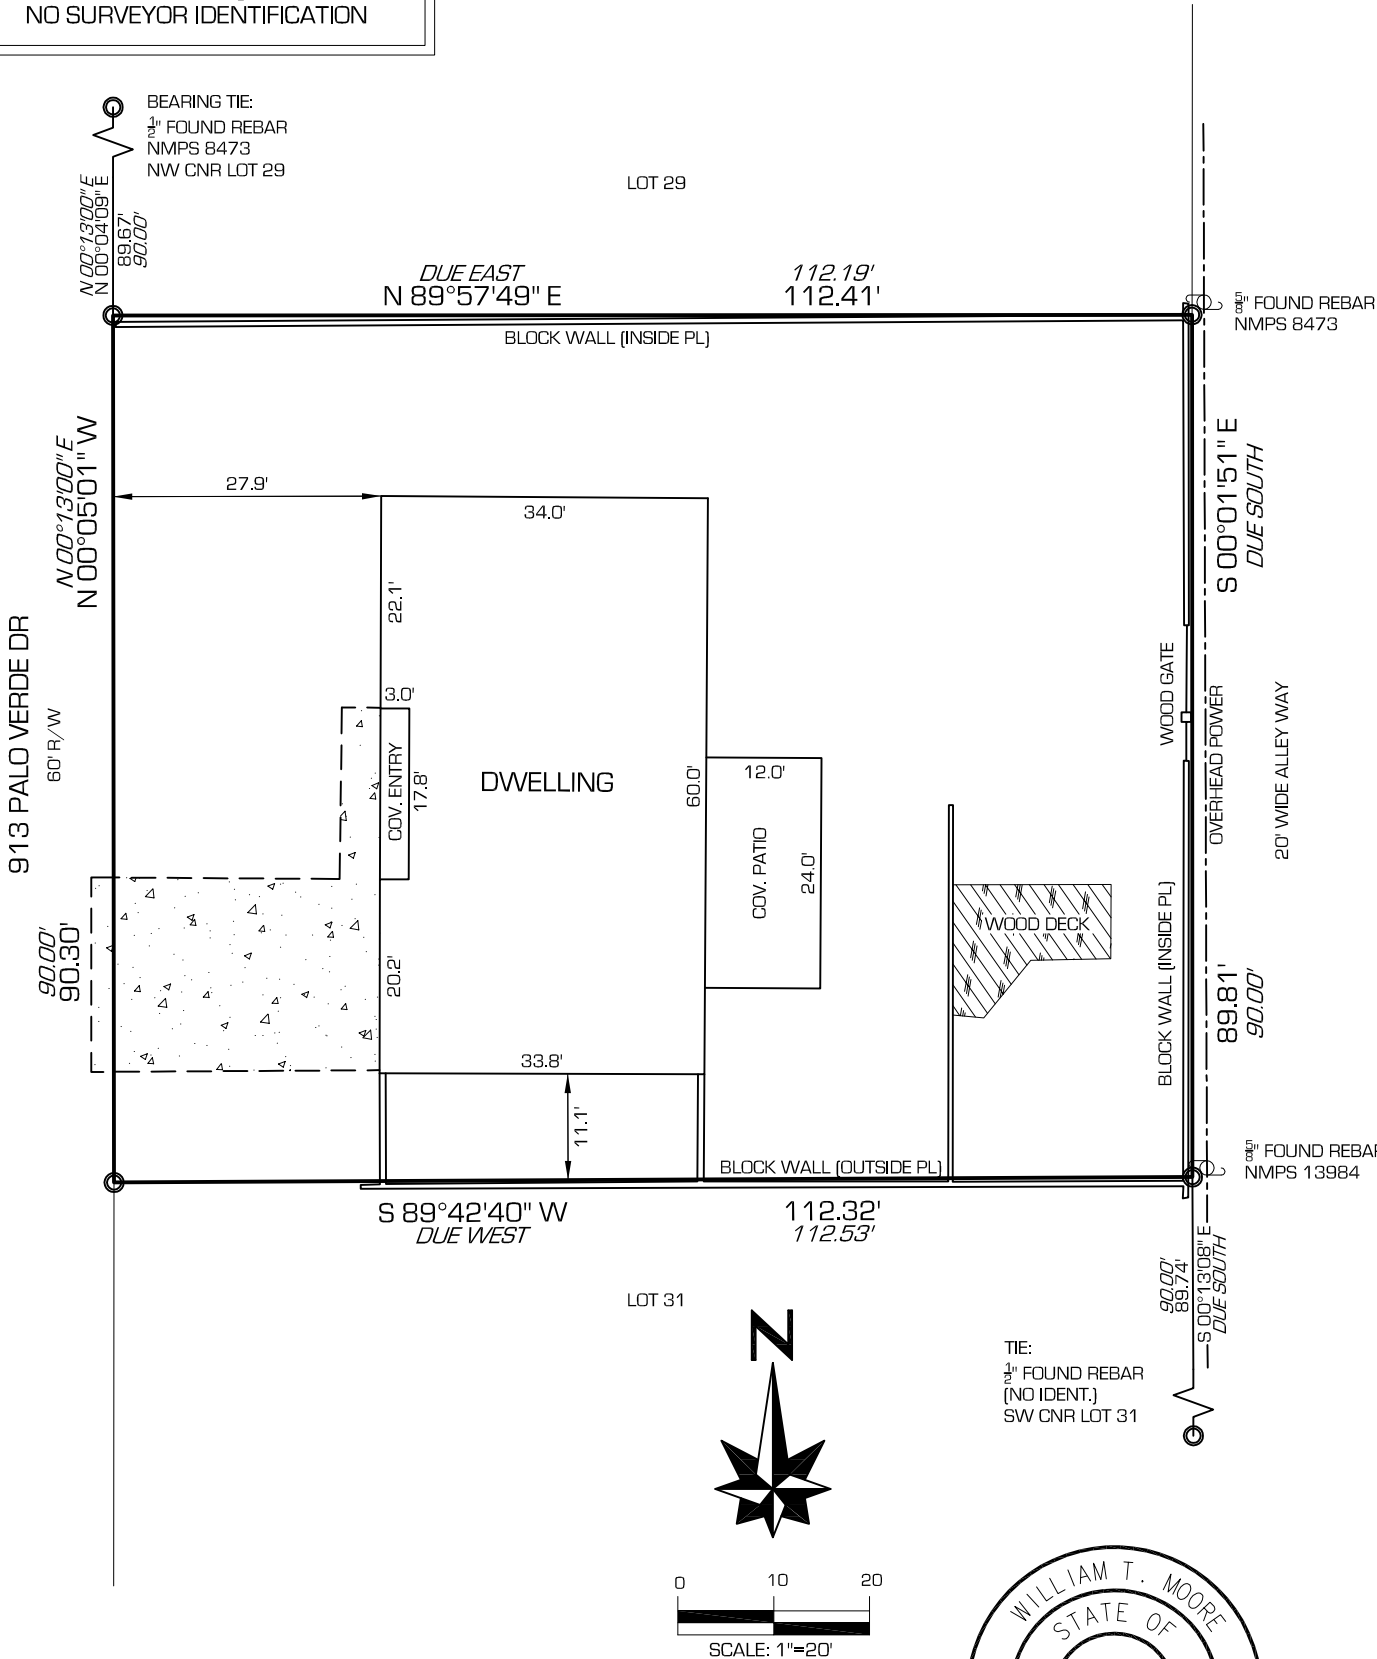 NO SURVEYOR IDENTIFICATION
BEARING TIE:
1/2" FOUND REBAR
NMPS 8473
NW CNR LOT 29
N 00°13'00" E
N 00°04'09" E
89.67'
90.00'
LOT 29
DUE EAST
N 89°57'49" E
112.19'
112.41'
5/8" FOUND REBAR
NMPS 8473
BLOCK WALL (INSIDE PL)
N 00°13'00" E
N 00°05'01" W
S 00°01'51" E
DUE SOUTH
27.9'
34.0'
22.1'
913 PALO VERDE DR
60' R/W
3.0'
COV. ENTRY
17.8'
DWELLING
60.0'
12.0'
COV. PATIO
24.0'
WOOD GATE
OVERHEAD POWER
20' WIDE ALLEY WAY
WOOD DECK
BLOCK WALL (INSIDE PL)
90.00'
90.30'
20.2'
89.81'
90.00'
33.8'
11.1'
BLOCK WALL (OUTSIDE PL)
5/8" FOUND REBAR
NMPS 13984
S 89°42'40" W
DUE WEST
112.32'
112.53'
90.00'
89.74'
S 00°13'08" E
DUE SOUTH
LOT 31
N
TIE:
1/2" FOUND REBAR
(NO IDENT.)
SW CNR LOT 31
0 10 20
SCALE: 1"=20'
WILLIAM T. MOORE
STATE OF